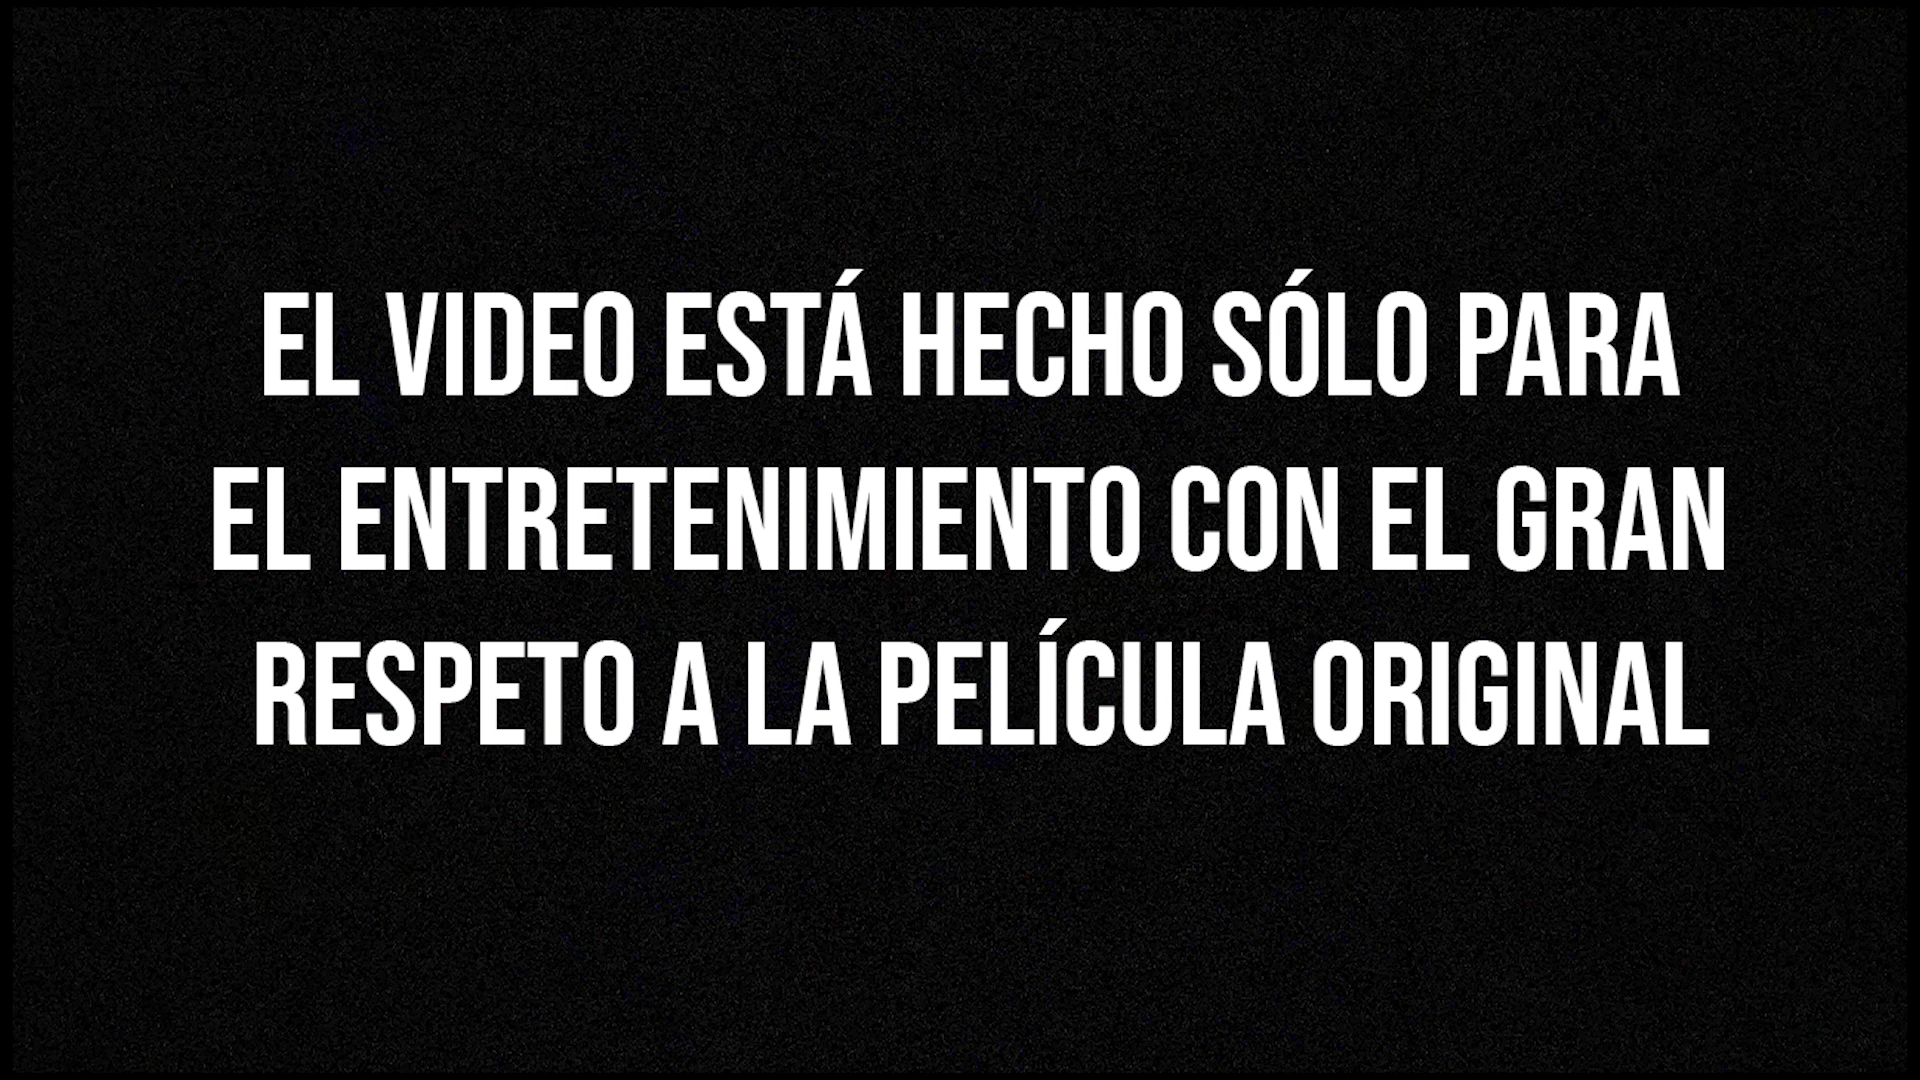 EL VIDEO ESTÁ HECHO SÓLO PARA
EL ENTRETENIMIENTO CON EL GRAN
RESPETO A LA PELÍCULA ORIGINAL